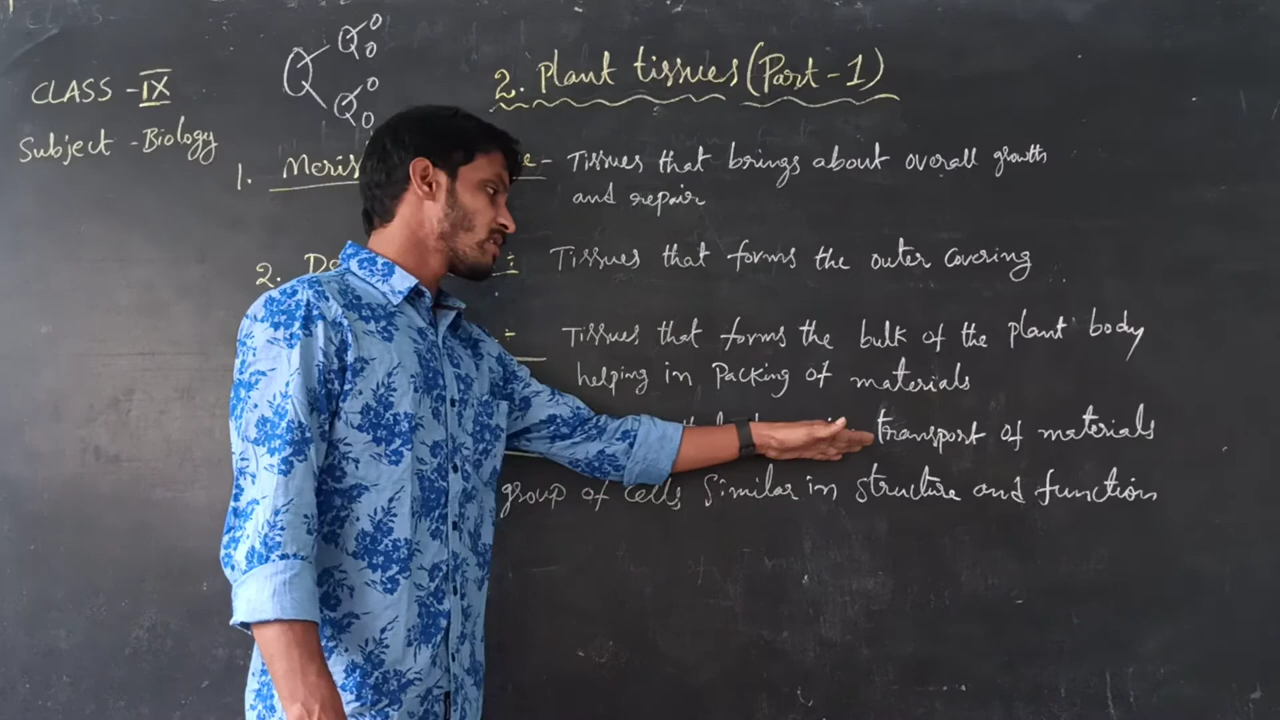 CLASS - IX
Subject - Biology
2. Plant tissues (Part - 1)
1. Tissues that brings about overall growth
and repair
2. Tissues that forms the outer covering
Tissues that forms the bulk of the plant body
helping in Packing of materials
transport of materials
group of cells similar in structure and function